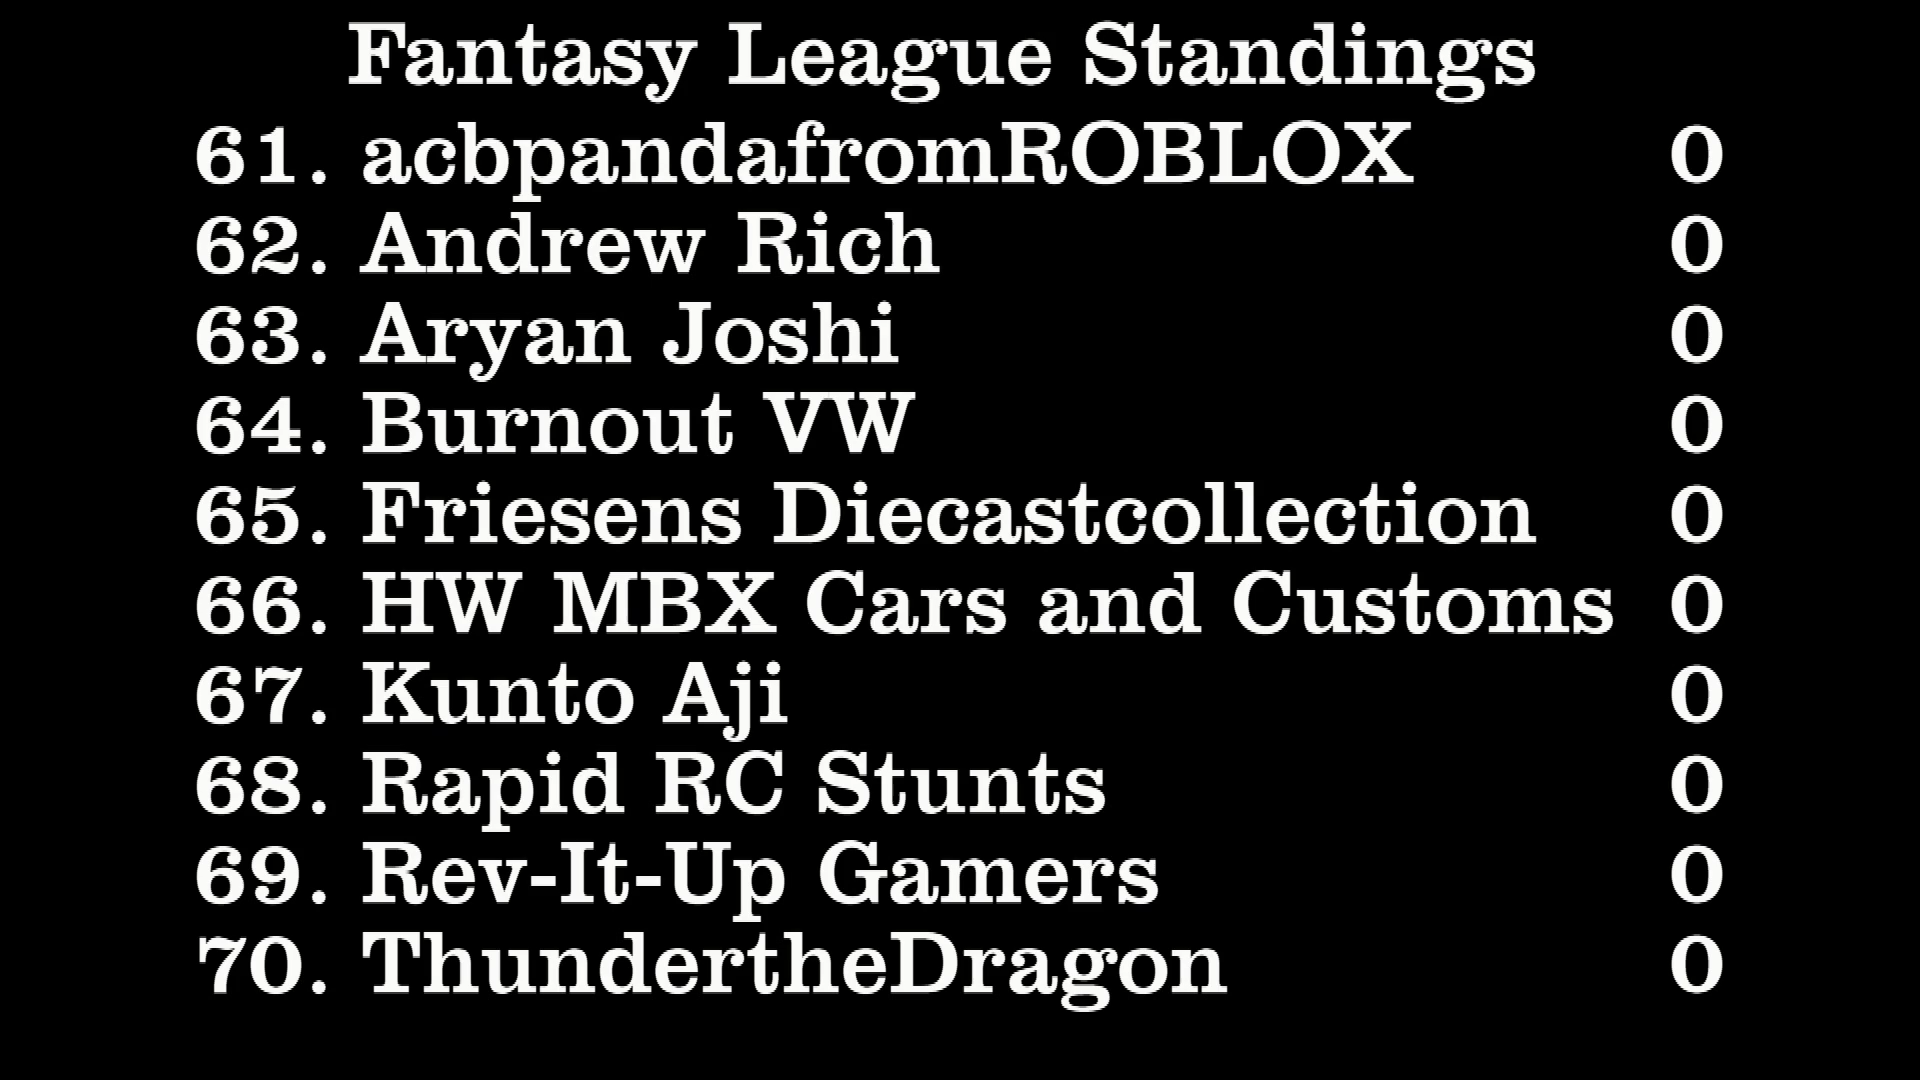 Fantasy League Standings
61. acbpandafromROBLOX 0
62. Andrew Rich 0
63. Aryan Joshi 0
64. Burnout VW 0
65. Friesens Diecastcollection 0
66. HW MBX Cars and Customs 0
67. Kunto Aji 0
68. Rapid RC Stunts 0
69. Rev-It-Up Gamers 0
70. ThundertheDragon 0